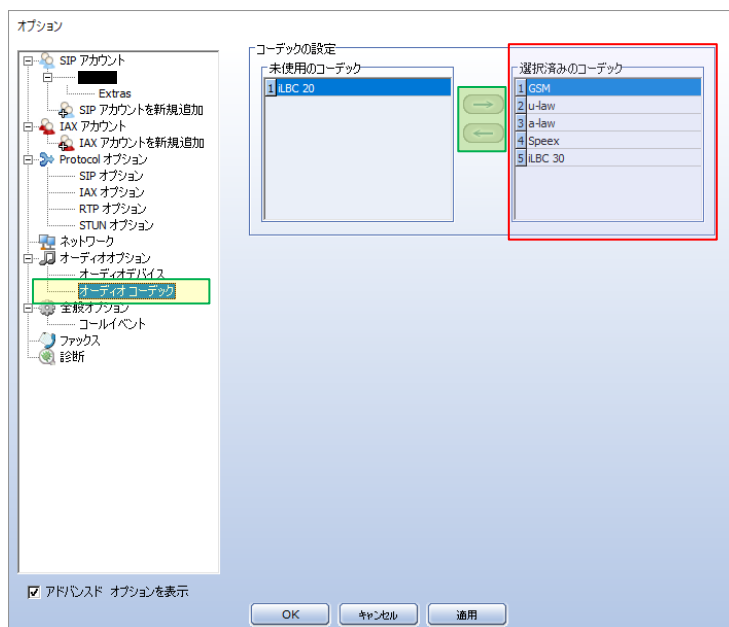 オプション
SIP アカウント
Extras
SIP アカウントを新規追加
IAX アカウント
IAX アカウントを新規追加
Protocol オプション
SIP オプション
IAX オプション
RTP オプション
STUN オプション
ネットワーク
オーディオオプション
オーディオデバイス
オーディオ コーデック
全般オプション
コールイベント
ファックス
診断
アドバンスド オプションを表示
コーデックの設定
未使用のコーデック
1 iLBC 20
選択済みのコーデック
1 GSM
2 u-law
3 a-law
4 Speex
5 iLBC 30
OK
キャンセル
適用